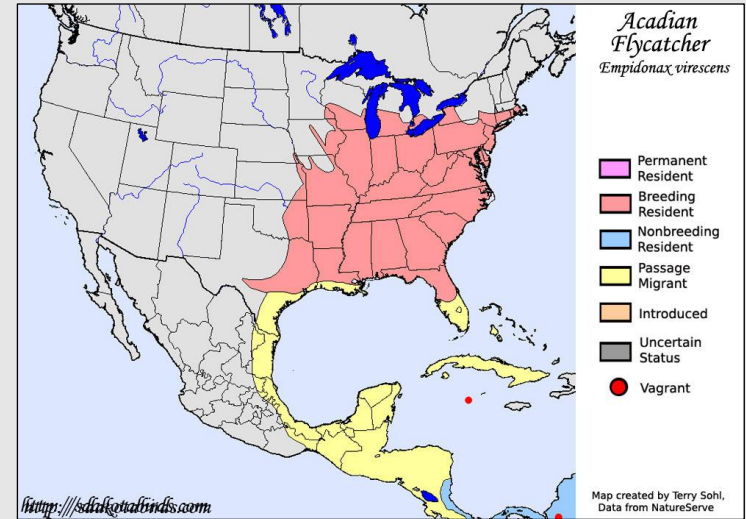 Acadian
Flycatcher
Empidonax virescens
Permanent
Resident
Breeding
Resident
Nonbreeding
Resident
Passage
Migrant
Introduced
Uncertain
Status
Vagrant
http://sdakotabirds.com
Map created by Terry Sohl,
Data from NatureServe